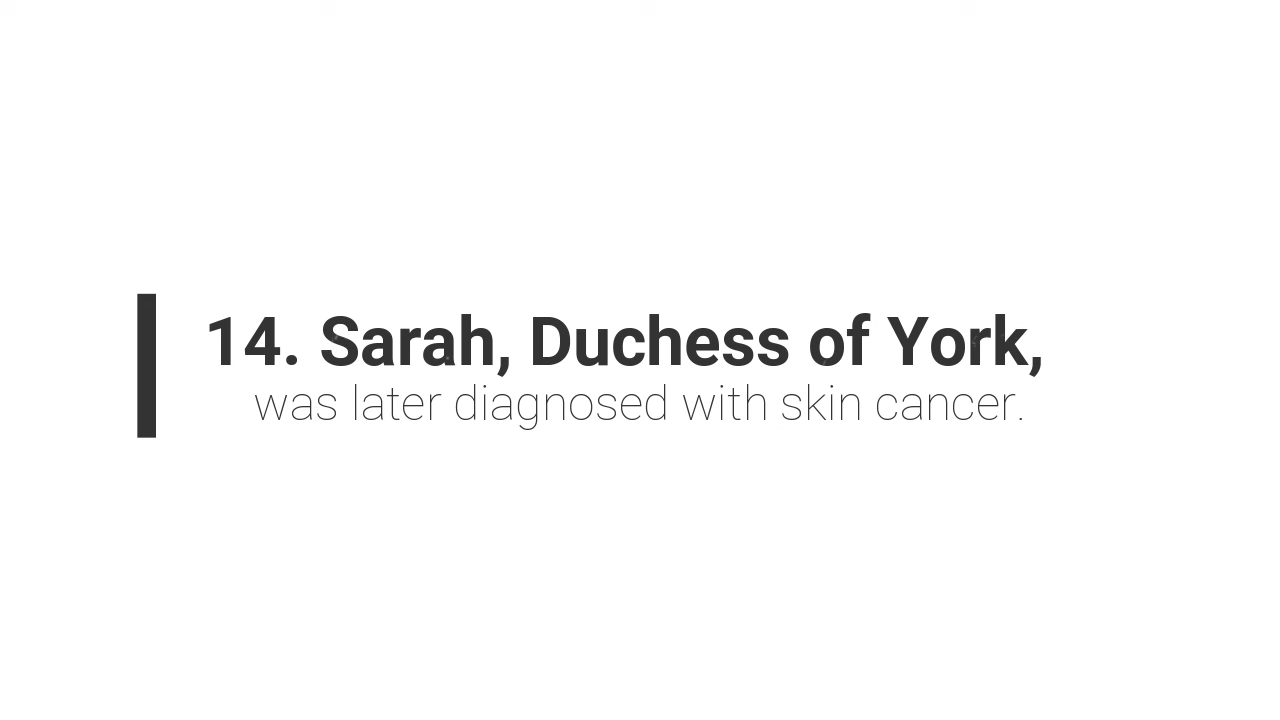 14. Sarah, Duchess of York,
was later diagnosed with skin cancer.